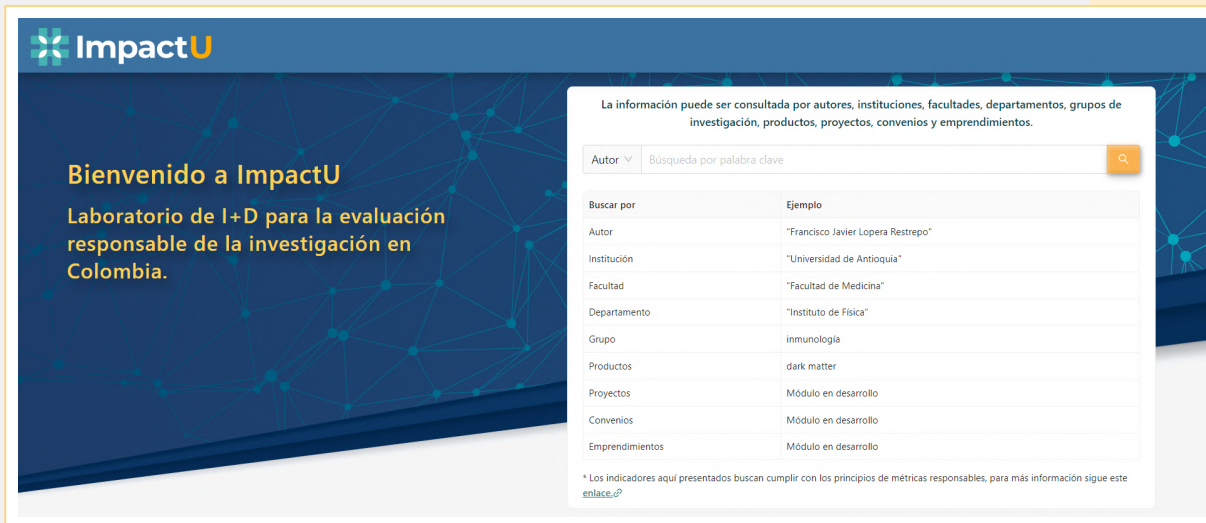 ImpactU
Bienvenido a ImpactU
Laboratorio de I+D para la evaluación
responsable de la investigación en
Colombia.
La información puede ser consultada por autores, instituciones, facultades, departamentos, grupos de
investigación, productos, proyectos, convenios y emprendimientos.
Autor Búsqueda por palabra clave
Buscar por Ejemplo
Autor "Francisco Javier Lopera Restrepo"
Institución "Universidad de Antioquia"
Facultad "Facultad de Medicina"
Departamento "Instituto de Física"
Grupo inmunología
Productos dark matter
Proyectos Módulo en desarrollo
Convenios Módulo en desarrollo
Emprendimientos Módulo en desarrollo
* Los indicadores aquí presentados buscan cumplir con los principios de métricas responsables, para más información sigue este
enlace.